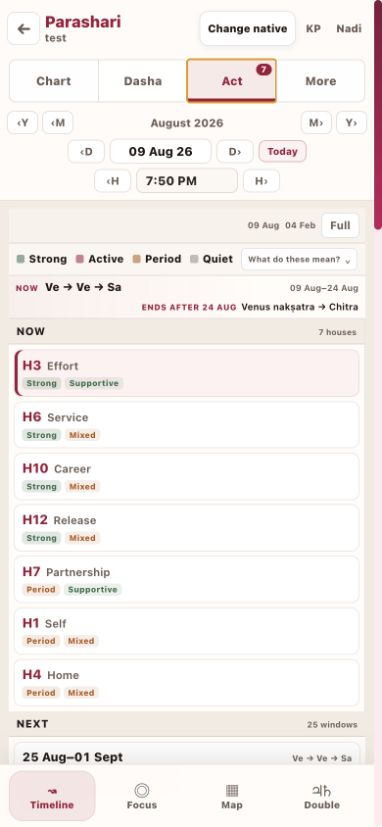 ←
Parashari
test
Change native KP Nadi
Chart Dasha Act 7 More
‹Y ‹M August 2026 M› Y›
‹D 09 Aug 26 D› Today
‹H 7:50 PM H›
09 Aug 04 Feb Full
Strong Active Period Quiet What do these mean? ⌄
NOW Ve → Ve → Sa 09 Aug–24 Aug
ENDS AFTER 24 AUG Venus nakṣatra → Chitra
NOW 7 houses
H3 Effort
Strong Supportive
H6 Service
Strong Mixed
H10 Career
Strong Mixed
H12 Release
Strong Mixed
H7 Partnership
Period Supportive
H1 Self
Period Mixed
H4 Home
Period Mixed
NEXT 25 windows
25 Aug–01 Sept Ve → Ve → Sa
Timeline Focus Map Double